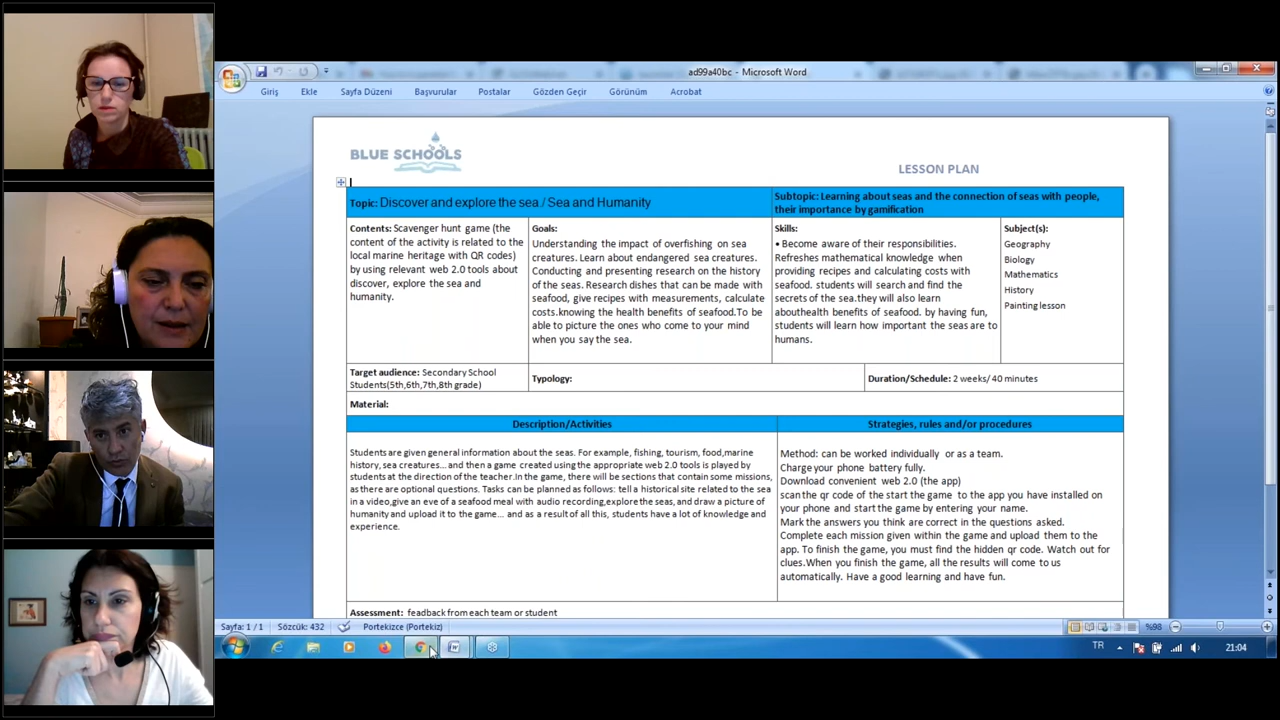 ad99a40bc - Microsoft Word
Giriş Ekle Sayfa Düzeni Başvurular Postalar Gözden Geçir Görünüm Acrobat
BLUE SCHOOLS
LESSON PLAN
Topic: Discover and explore the sea./ Sea and Humanity
Subtopic: Learning about seas and the connection of seas with people,
their importance by gamification
Contents: Scavenger hunt game (the
content of the activity is related to the
local marine heritage with QR codes)
by using relevant web 2.0 tools about
discover, explore the sea and
humanity.
Goals:
Understanding the impact of overfishing on sea
creatures. Learn about endangered sea creatures.
Conducting and presenting research on the history
of the seas. Research dishes that can be made with
seafood, give recipes with measurements, calculate
costs.knowing the health benefits of seafood.To be
able to picture the ones who come to your mind
when you say the sea.
Skills:
• Become aware of their responsibilities.
Refreshes mathematical knowledge when
providing recipes and calculating costs with
seafood. students will search and find the
secrets of the sea.they will also learn
abouthealth benefits of seafood. by having fun,
students will learn how important the seas are to
humans.
Subject(s):
Geography
Biology
Mathematics
History
Painting lesson
Target audience: Secondary School
Students(5th,6th,7th,8th grade)
Typology:
Duration/Schedule: 2 weeks/ 40 minutes
Material:
Description/Activities
Strategies, rules and/or procedures
Students are given general information about the seas. For example, fishing, tourism, food,marine
history, sea creatures... and then a game created using the appropriate web 2.0 tools is played by
students at the direction of the teacher.In the game, there will be sections that contain some missions,
as there are optional questions. Tasks can be planned as follows: tell a historical site related to the sea
in a video,give an eve of a seafood meal with audio recording,explore the seas, and draw a picture of
humanity and upload it to the game... and as a result of all this, students have a lot of knowledge and
experience.
Method: can be worked individually or as a team.
Charge your phone battery fully.
Download convenient web 2.0 (the app)
scan the qr code of the start the game to the app you have installed on
your phone and start the game by entering your name.
Mark the answers you think are correct in the questions asked.
Complete each mission given within the game and upload them to the
app. To finish the game, you must find the hidden qr code. Watch out for
clues.When you finish the game, all the results will come to us
automatically. Have a good learning and have fun.
Assessment: feadback from each team or student
Sayfa: 1 / 1 Sözcük: 432 Portekizce (Portekiz) %98
TR 21:04